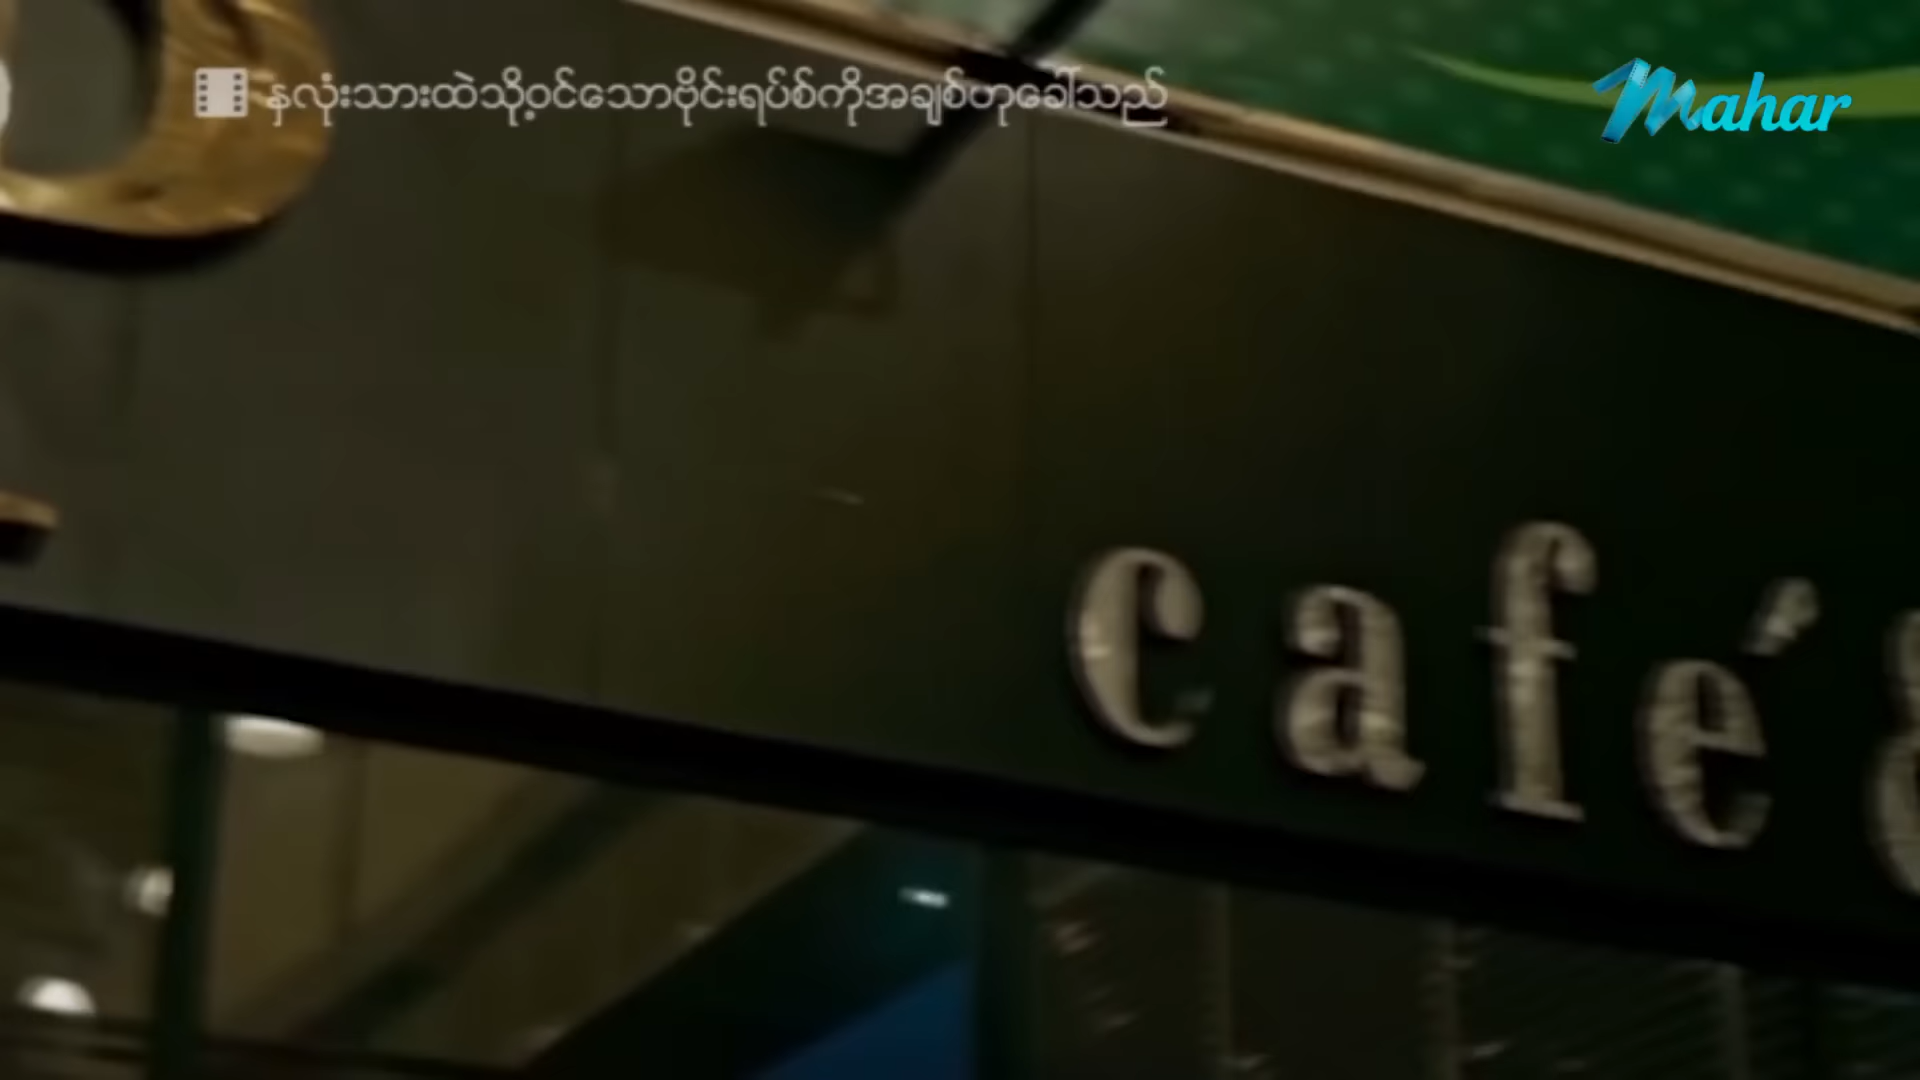 နှလုံးသားထဲသို့ဝင်သောဗိုင်းရပ်စ်ကိုအချစ်ဟုခေါ်သည်
Mahar
café